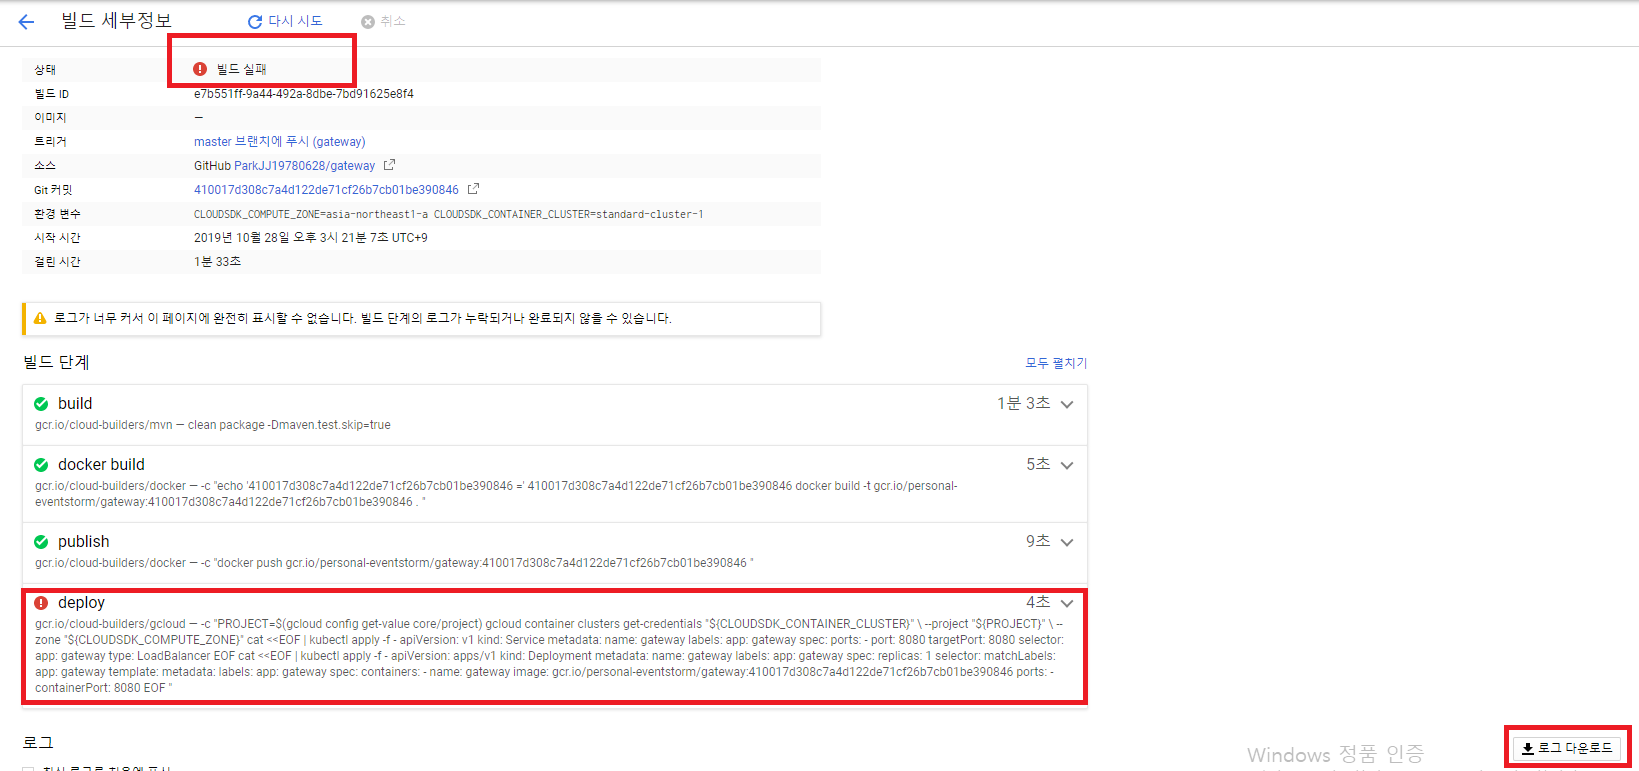 빌드 세부정보 다시 시도 취소
상태 빌드 실패
빌드 ID e7b551ff-9a44-492a-8dbe-7bd91625e8f4
이미지 —
트리거 master 브랜치에 푸시 (gateway)
소스 GitHub ParkJJ19780628/gateway
Git 커밋 410017d308c7a4d122de71cf26b7cb01be390846
환경 변수 CLOUDSDK_COMPUTE_ZONE=asia-northeast1-a CLOUDSDK_CONTAINER_CLUSTER=standard-cluster-1
시작 시간 2019년 10월 28일 오후 3시 21분 7초 UTC+9
걸린 시간 1분 33초
로그가 너무 커서 이 페이지에 완전히 표시할 수 없습니다. 빌드 단계의 로그가 누락되거나 완료되지 않을 수 있습니다.
빌드 단계 모두 펼치기
build 1분 3초
gcr.io/cloud-builders/mvn — clean package -Dmaven.test.skip=true
docker build 5초
gcr.io/cloud-builders/docker — -c "echo '410017d308c7a4d122de71cf26b7cb01be390846 =' 410017d308c7a4d122de71cf26b7cb01be390846 docker build -t gcr.io/personal-
eventstorm/gateway:410017d308c7a4d122de71cf26b7cb01be390846 . "
publish 9초
gcr.io/cloud-builders/docker — -c "docker push gcr.io/personal-eventstorm/gateway:410017d308c7a4d122de71cf26b7cb01be390846 "
deploy 4초
gcr.io/cloud-builders/gcloud — -c "PROJECT=$(gcloud config get-value core/project) gcloud container clusters get-credentials "${CLOUDSDK_CONTAINER_CLUSTER}" \ --project "${PROJECT}" \ --
zone "${CLOUDSDK_COMPUTE_ZONE}" cat <<EOF | kubectl apply -f - apiVersion: v1 kind: Service metadata: name: gateway labels: app: gateway spec: ports: - port: 8080 targetPort: 8080 selector:
app: gateway type: LoadBalancer EOF cat <<EOF | kubectl apply -f - apiVersion: apps/v1 kind: Deployment metadata: name: gateway labels: app: gateway spec: replicas: 1 selector: matchLabels:
app: gateway template: metadata: labels: app: gateway spec: containers: - name: gateway image: gcr.io/personal-eventstorm/gateway:410017d308c7a4d122de71cf26b7cb01be390846 ports: -
containerPort: 8080 EOF "
로그 로그 다운로드
Windows 정품 인증